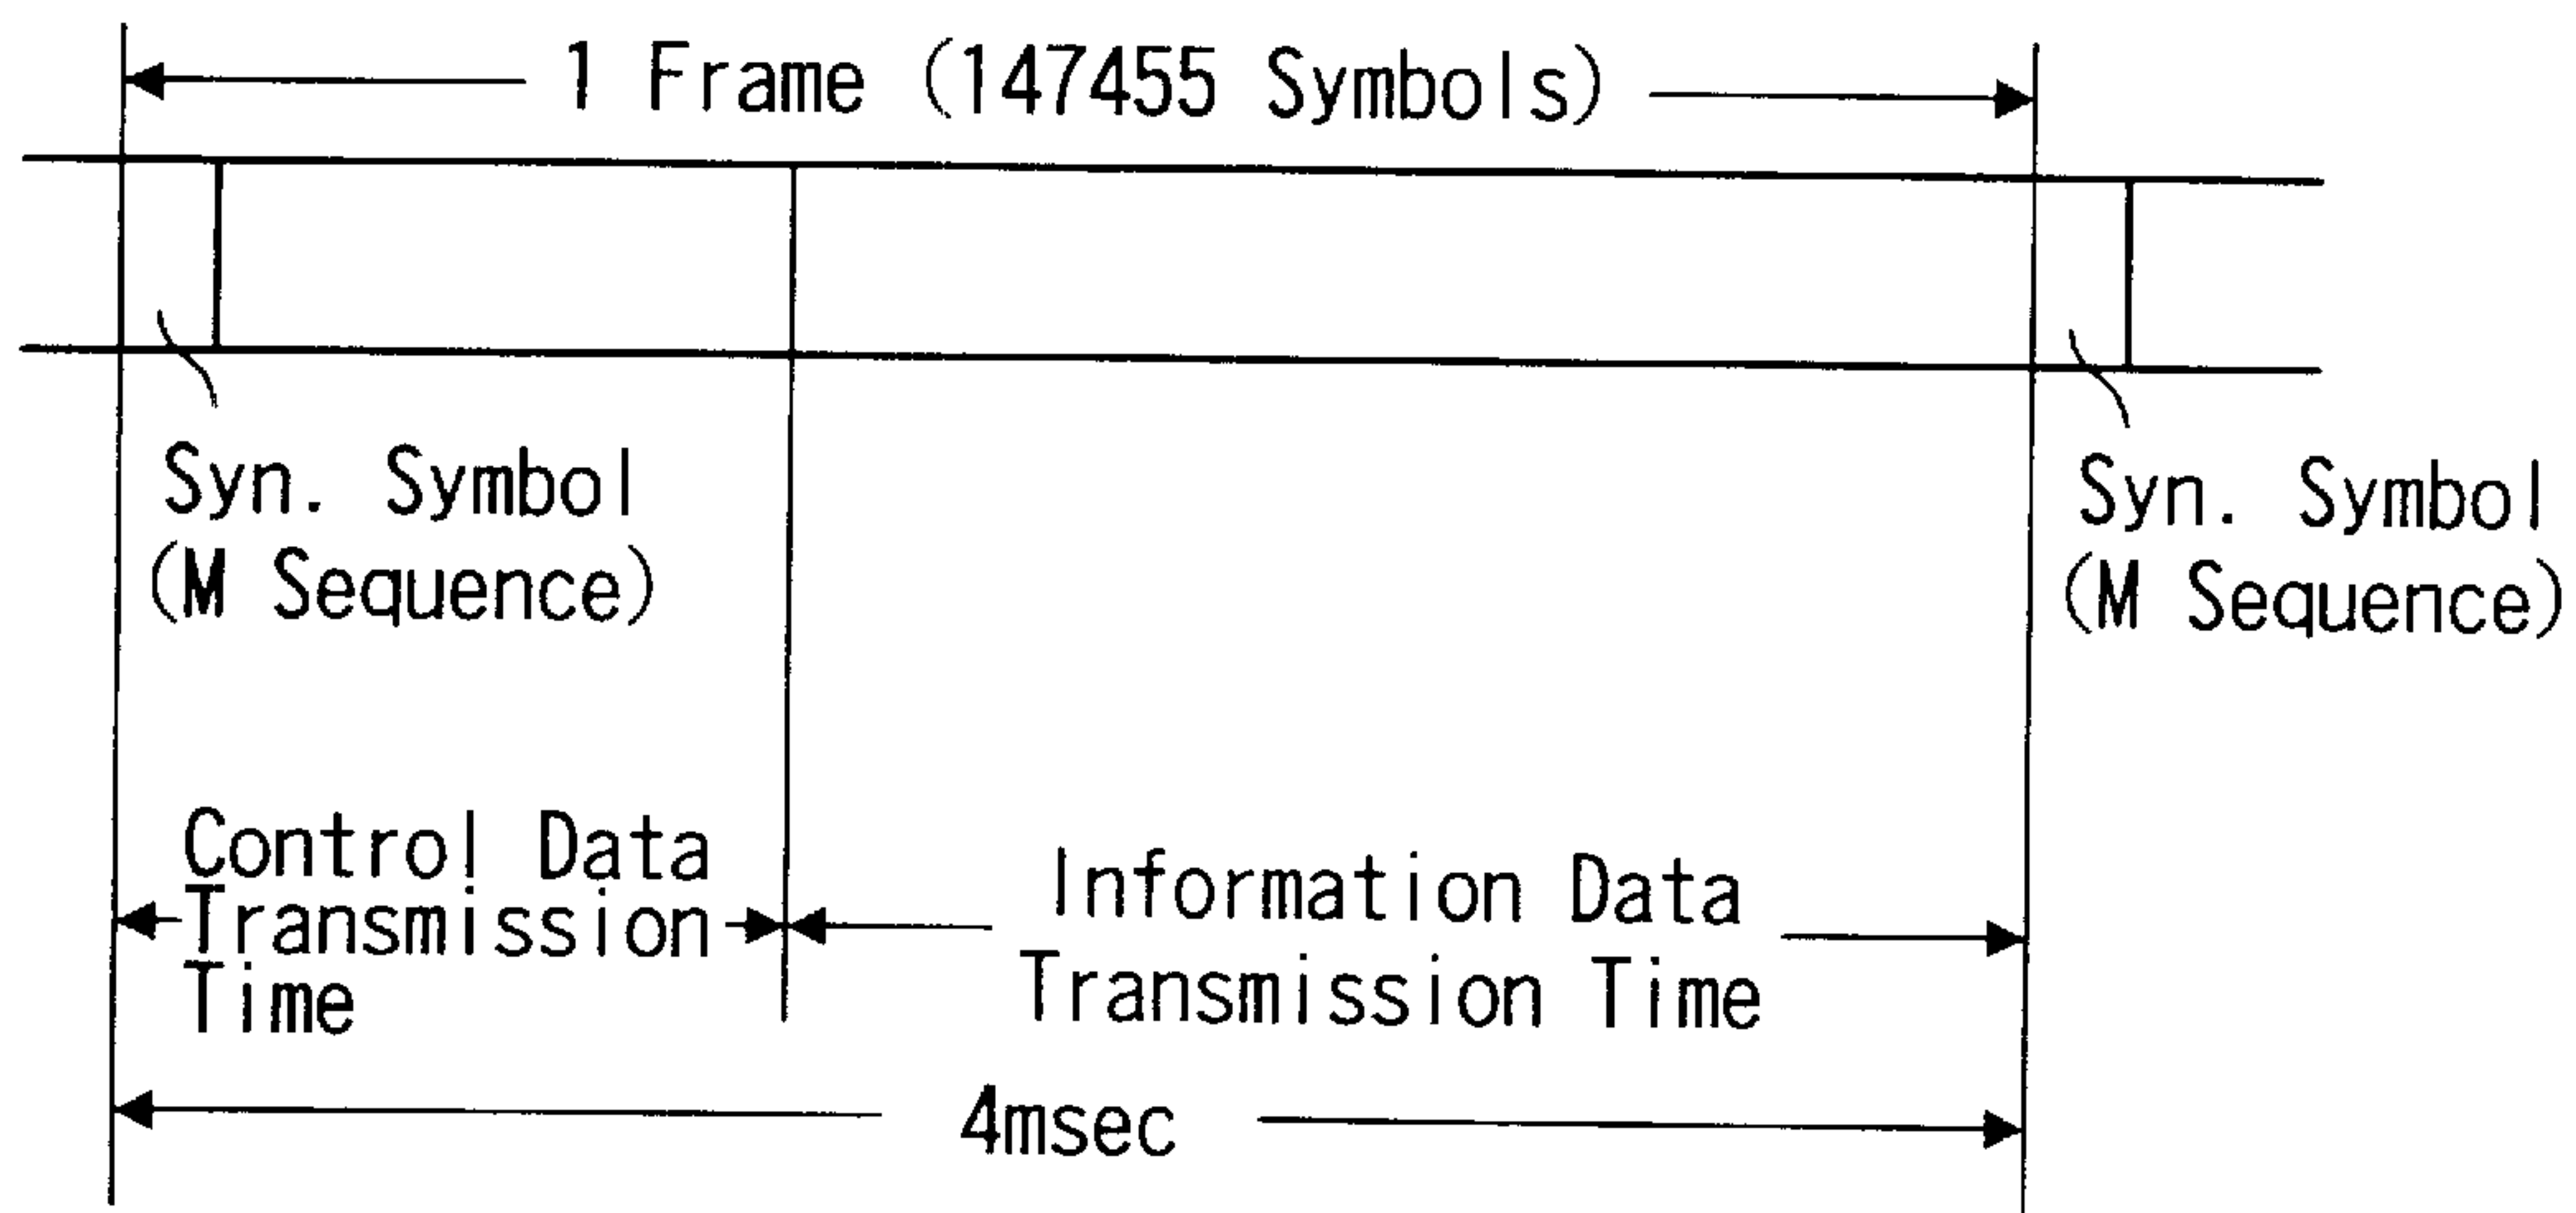 1 Frame (147455 Symbols)
Syn. Symbol
(M Sequence)
Syn. Symbol
(M Sequence)
Control Data
Transmission
Time
Information Data
Transmission Time
4msec